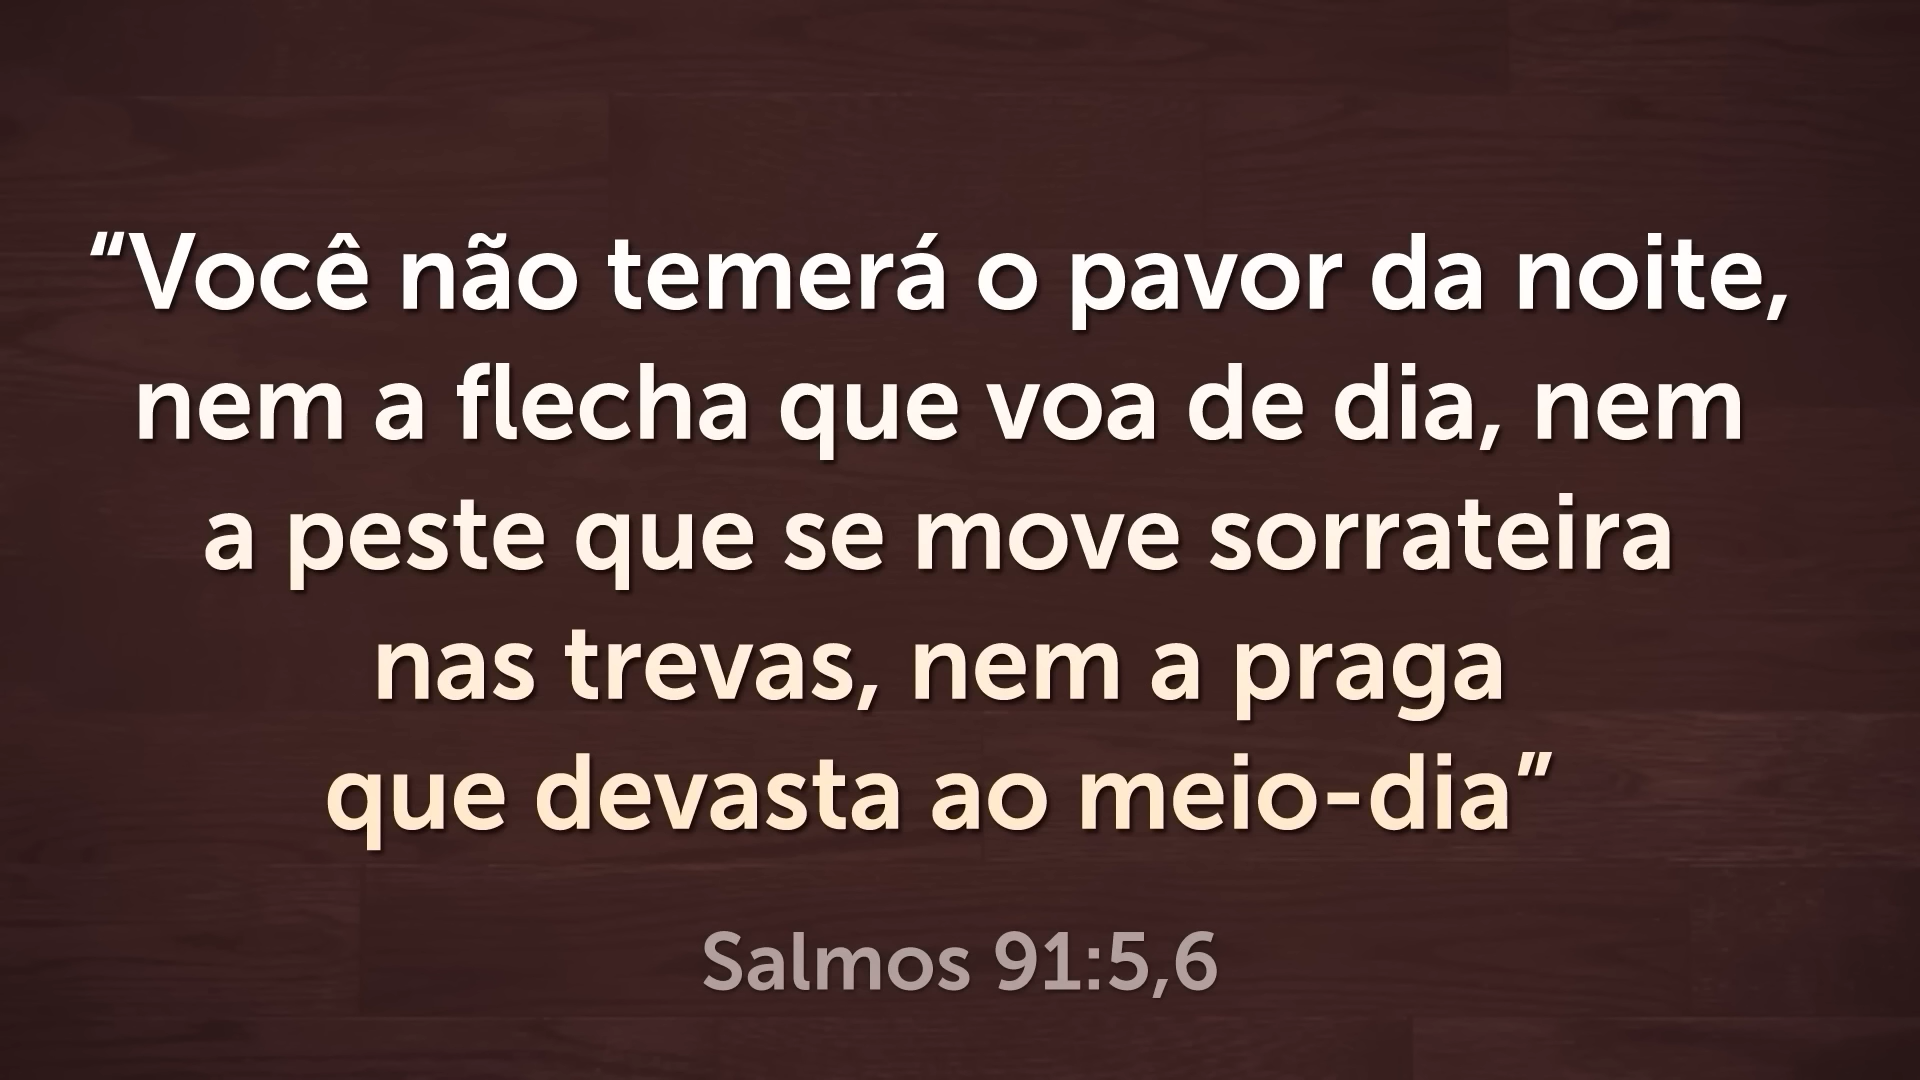 “Você não temerá o pavor da noite,
nem a flecha que voa de dia, nem
a peste que se move sorrateira
nas trevas, nem a praga
que devasta ao meio-dia”
Salmos 91:5,6